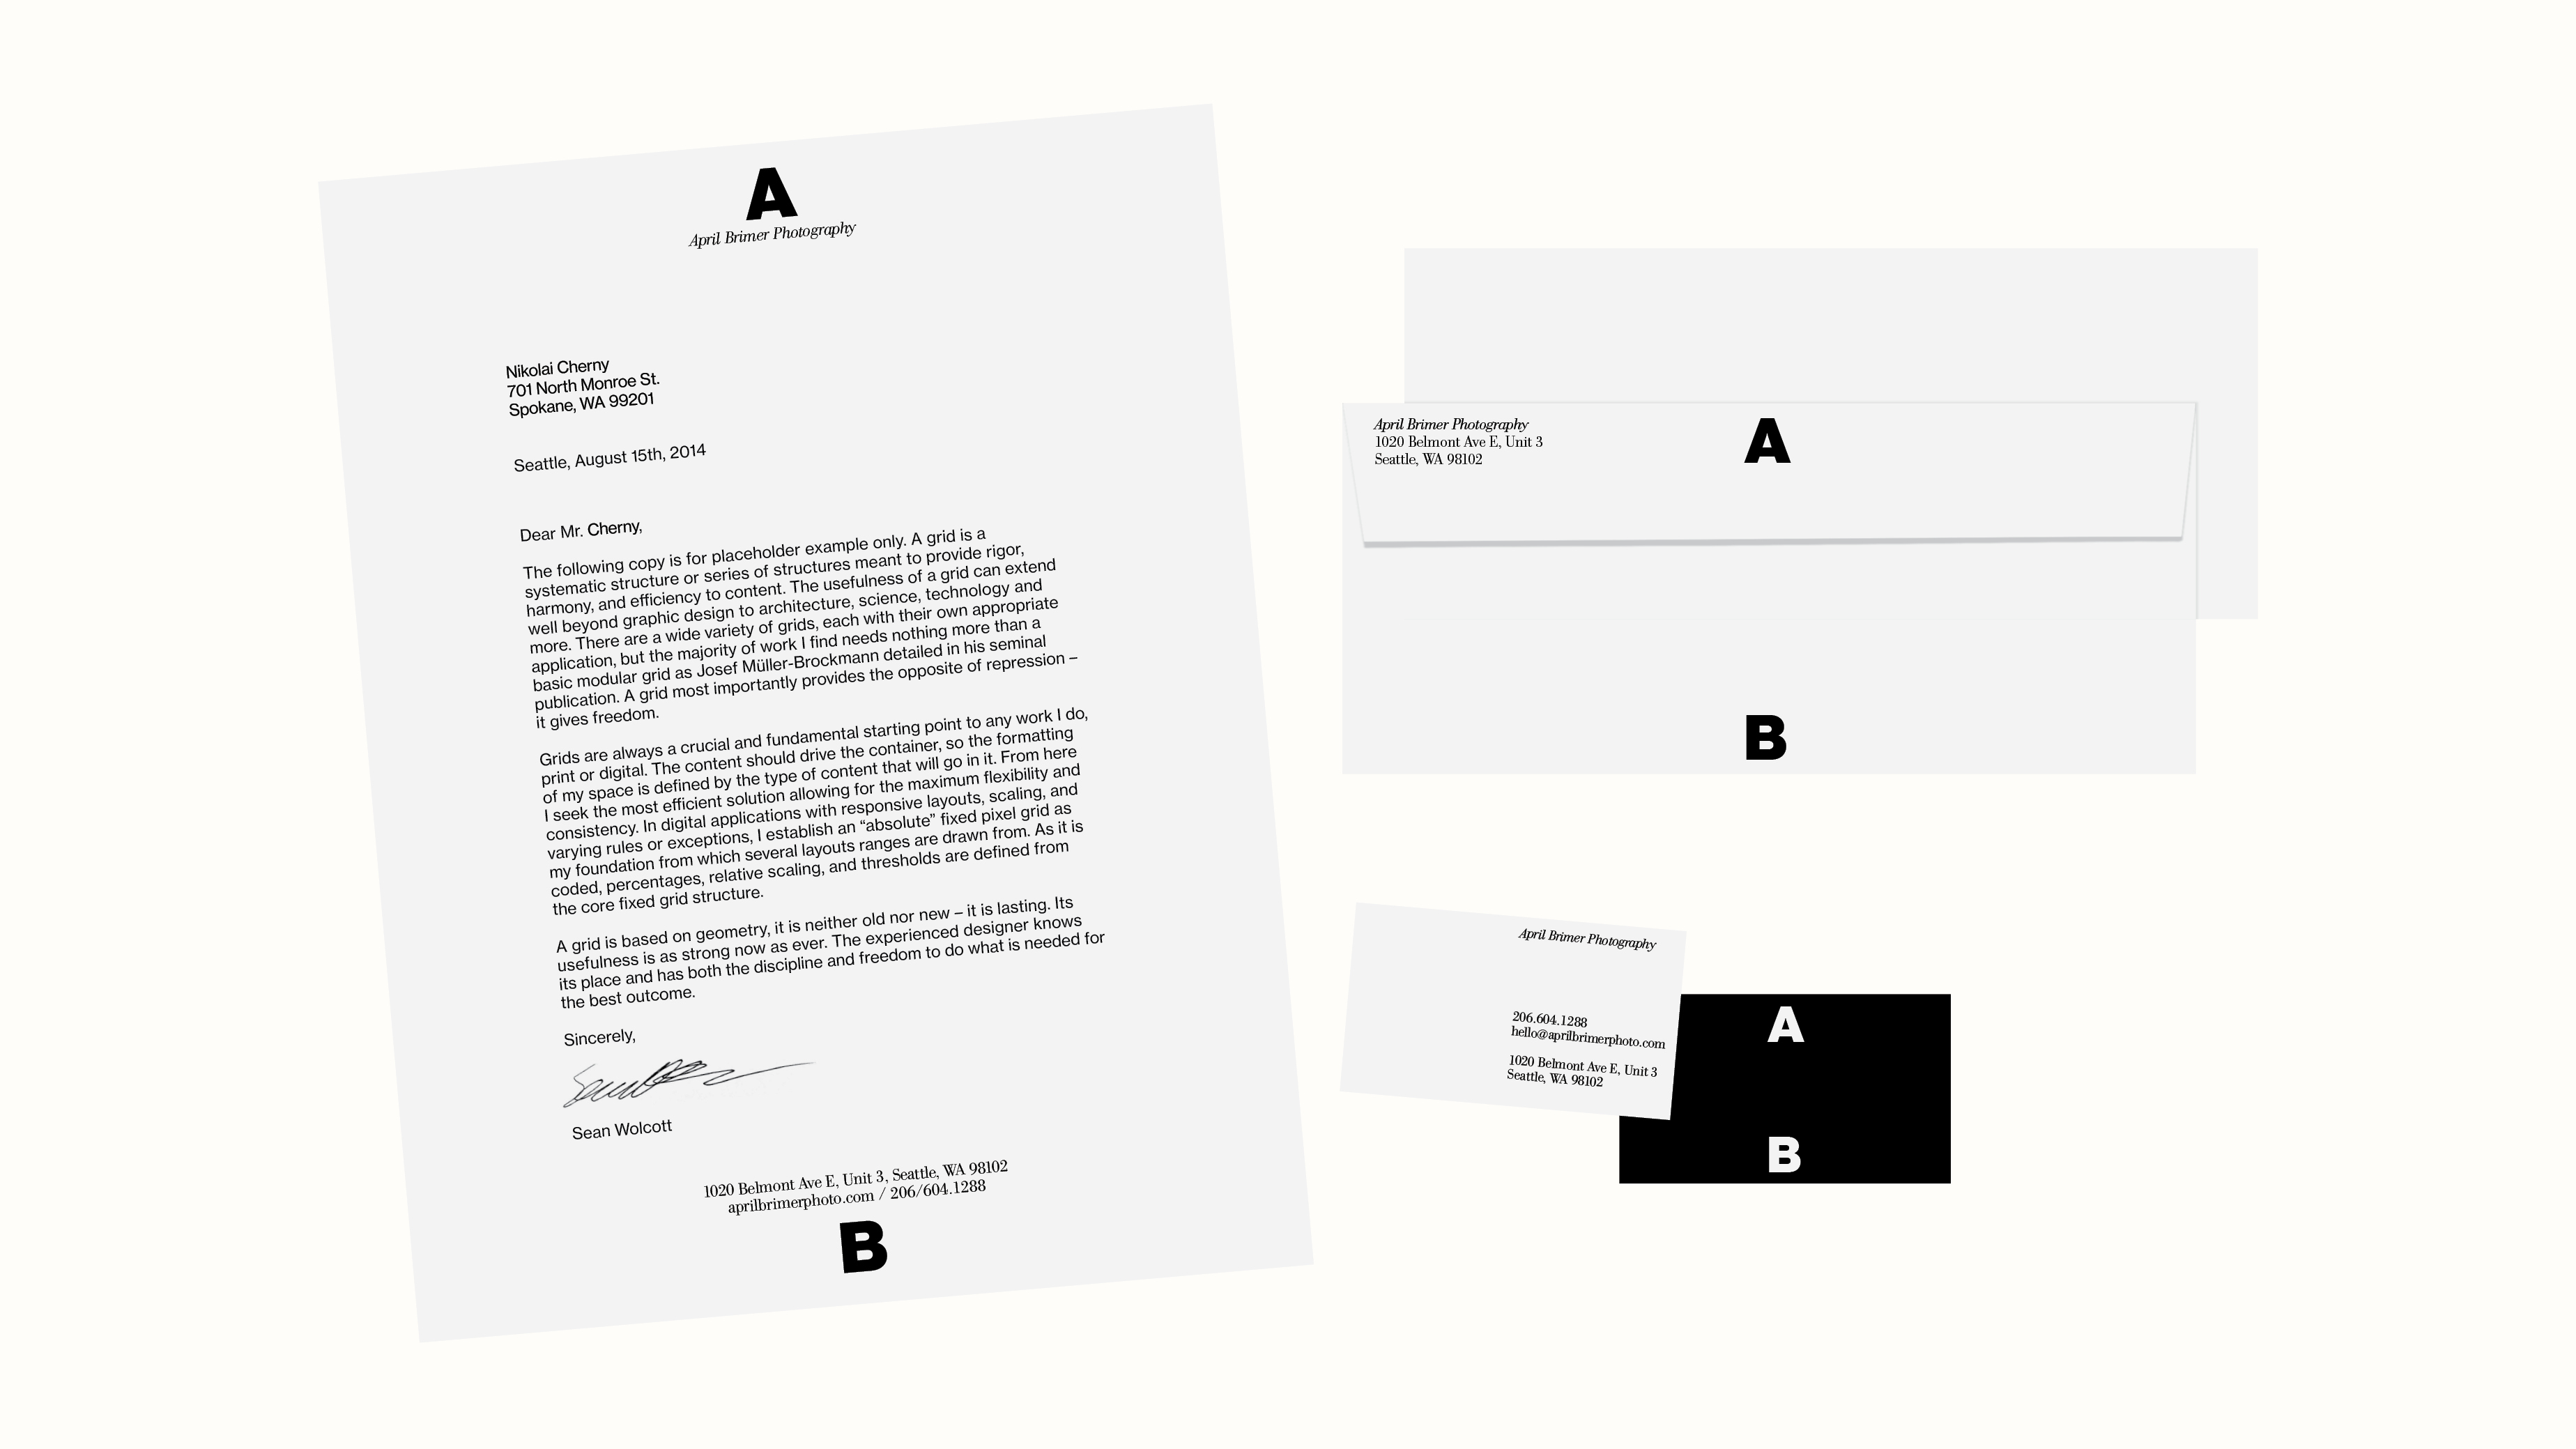 A
April Brimer Photography
Nikolai Cherny
701 North Monroe St.
Spokane, WA 99201
Seattle, August 15th, 2014
Dear Mr. Cherny,
The following copy is for placeholder example only. A grid is a
systematic structure or series of structures meant to provide rigor,
harmony, and efficiency to content. The usefulness of a grid can extend
well beyond graphic design to architecture, science, technology and
more. There are a wide variety of grids, each with their own appropriate
application, but the majority of work I find needs nothing more than a
basic modular grid as Josef Müller-Brockmann detailed in his seminal
publication. A grid most importantly provides the opposite of repression –
it gives freedom.
Grids are always a crucial and fundamental starting point to any work I do,
print or digital. The content should drive the container, so the formatting
of my space is defined by the type of content that will go in it. From here
I seek the most efficient solution allowing for the maximum flexibility and
consistency. In digital applications with responsive layouts, scaling, and
varying rules or exceptions, I establish an “absolute” fixed pixel grid as
my foundation from which several layouts ranges are drawn from. As it is
coded, percentages, relative scaling, and thresholds are defined from
the core fixed grid structure.
A grid is based on geometry, it is neither old nor new – it is lasting. Its
usefulness is as strong now as ever. The experienced designer knows
its place and has both the discipline and freedom to do what is needed for
the best outcome.
Sincerely,
Sean Wolcott
1020 Belmont Ave E, Unit 3, Seattle, WA 98102
aprilbrimerphoto.com / 206/604.1288
B
April Brimer Photography
1020 Belmont Ave E, Unit 3
Seattle, WA 98102
A
B
April Brimer Photography
206.604.1288
hello@aprilbrimerphoto.com
1020 Belmont Ave E, Unit 3
Seattle, WA 98102
A
B